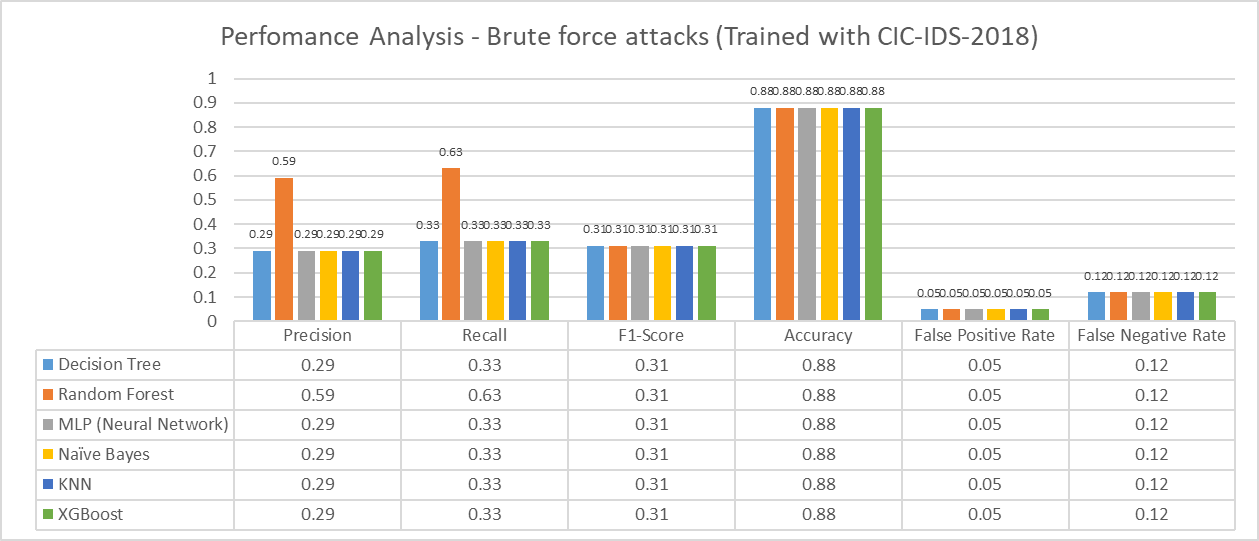 Perfomance Analysis - Brute force attacks (Trained with CIC-IDS-2018)
1
0.9
0.8
0.7
0.6
0.5
0.4
0.3
0.2
0.1
0
0.29 0.59 0.29 0.29 0.29 0.29
0.33 0.63 0.33 0.33 0.33 0.33
0.31 0.31 0.31 0.31 0.31 0.31
0.88 0.88 0.88 0.88 0.88 0.88
0.05 0.05 0.05 0.05 0.05 0.05
0.12 0.12 0.12 0.12 0.12 0.12
Precision Recall F1-Score Accuracy False Positive Rate False Negative Rate
Decision Tree 0.29 0.33 0.31 0.88 0.05 0.12
Random Forest 0.59 0.63 0.31 0.88 0.05 0.12
MLP (Neural Network) 0.29 0.33 0.31 0.88 0.05 0.12
Naïve Bayes 0.29 0.33 0.31 0.88 0.05 0.12
KNN 0.29 0.33 0.31 0.88 0.05 0.12
XGBoost 0.29 0.33 0.31 0.88 0.05 0.12